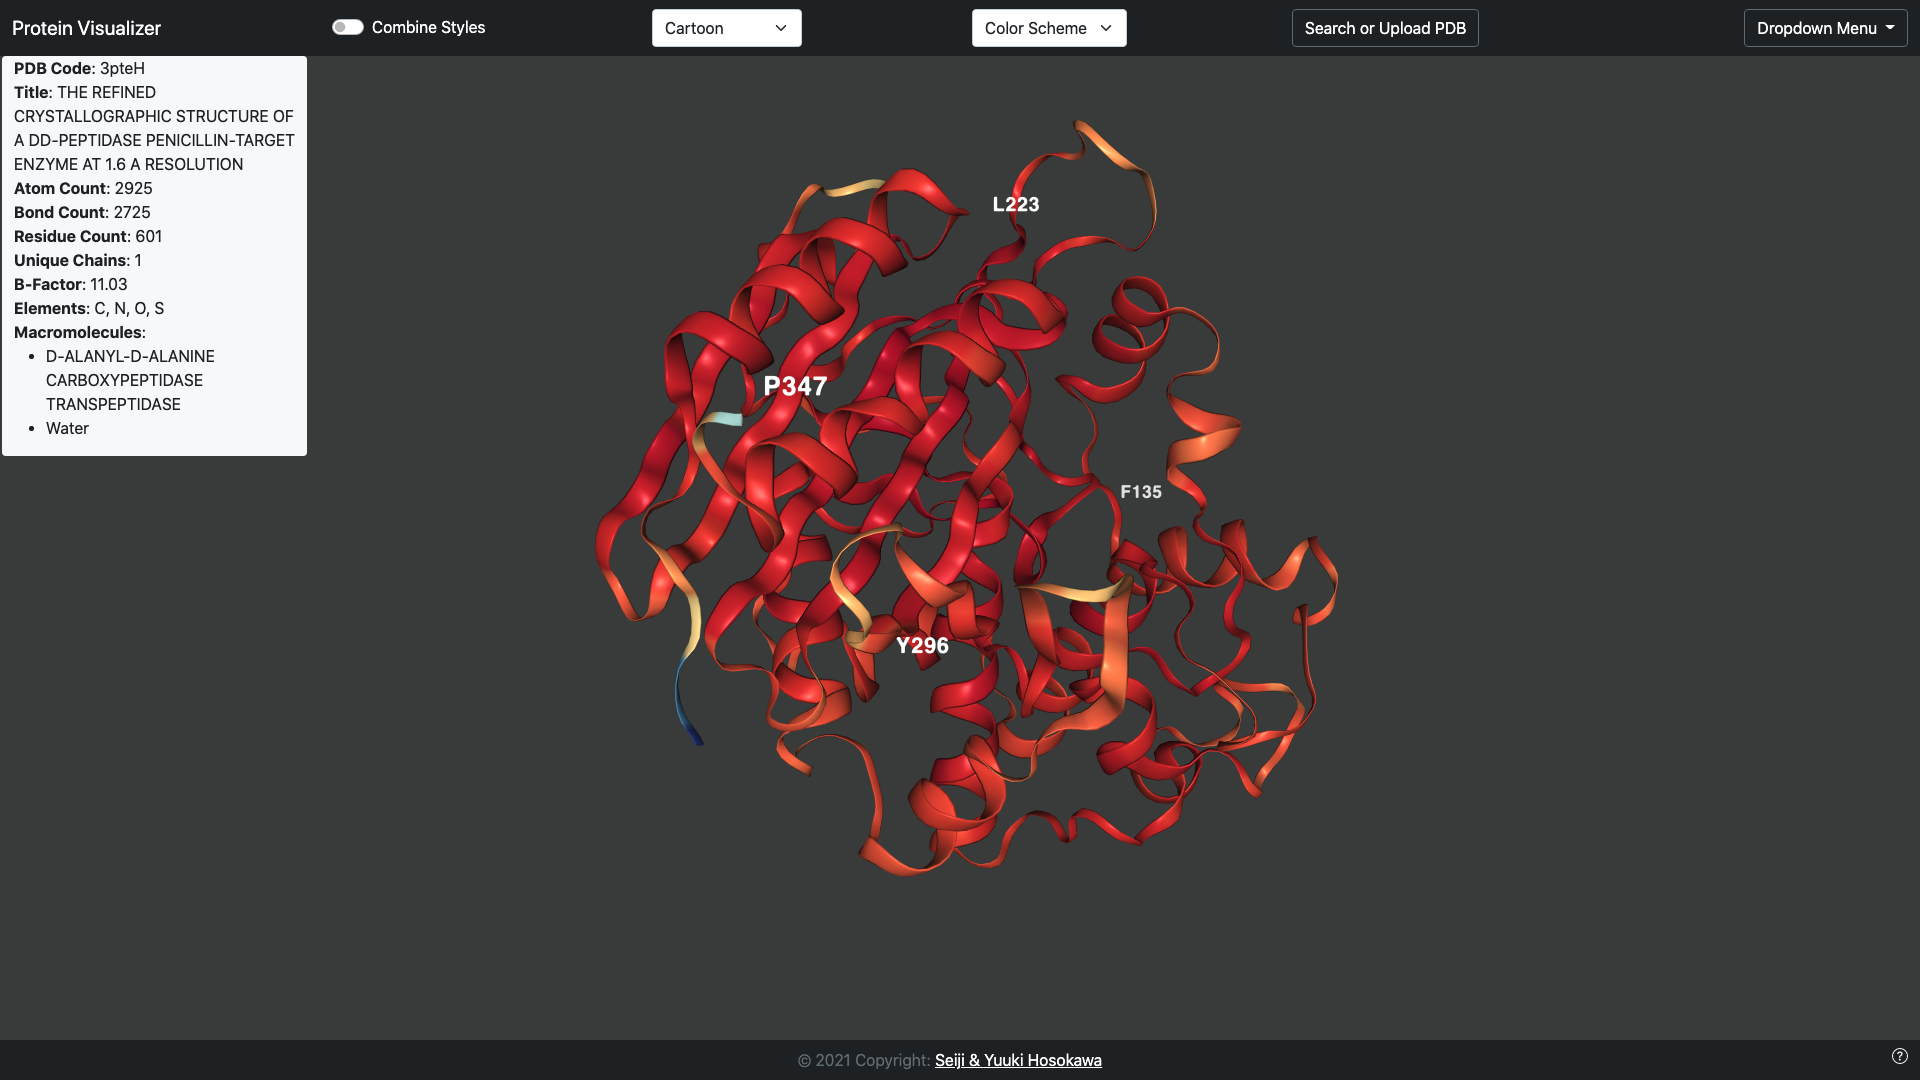 Protein Visualizer
Combine Styles
Cartoon
Color Scheme
Search or Upload PDB
Dropdown Menu
PDB Code: 3pteH
Title: THE REFINED
CRYSTALLOGRAPHIC STRUCTURE OF
A DD-PEPTIDASE PENICILLIN-TARGET
ENZYME AT 1.6 A RESOLUTION
Atom Count: 2925
Bond Count: 2725
Residue Count: 601
Unique Chains: 1
B-Factor: 11.03
Elements: C, N, O, S
Macromolecules:
• D-ALANYL-D-ALANINE
CARBOXYPEPTIDASE
TRANSPEPTIDASE
• Water
L223
P347
F135
Y296
© 2021 Copyright: Seiji & Yuuki Hosokawa
?